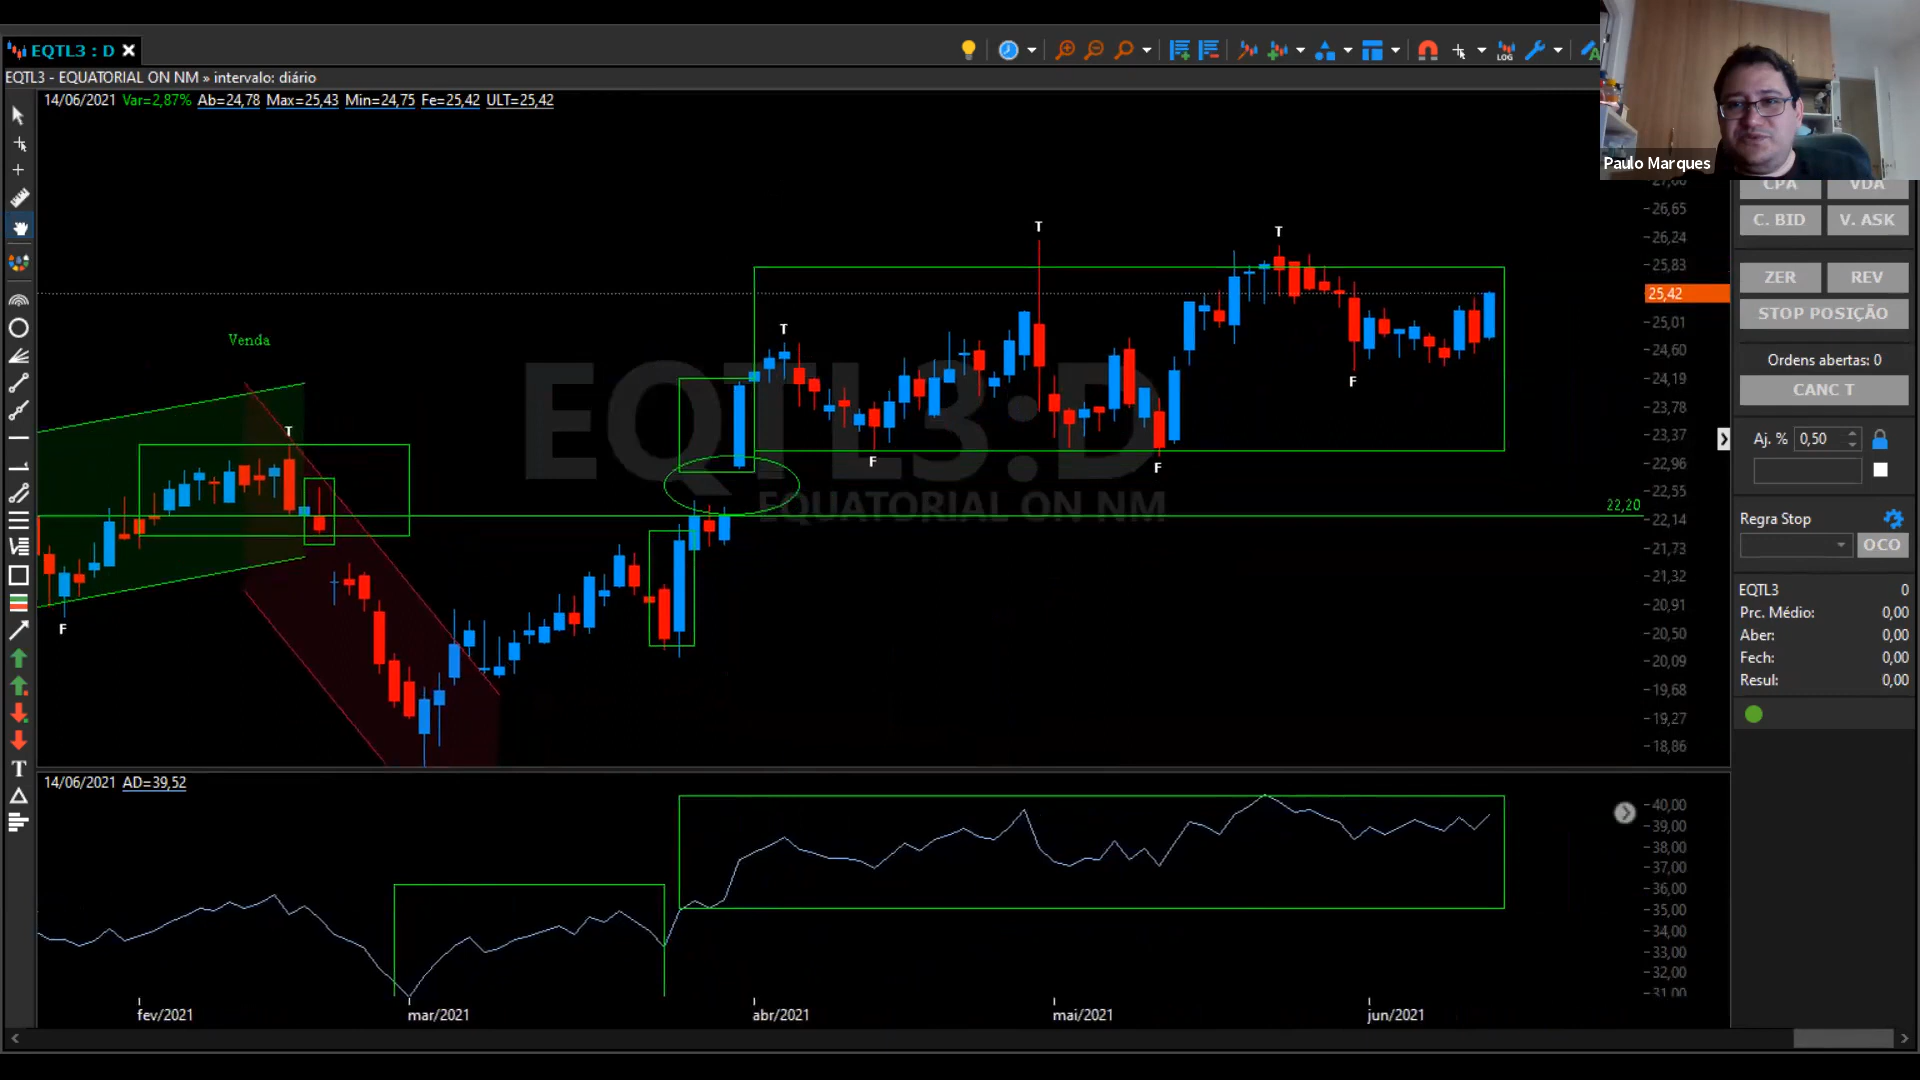 EQTL3 : D
LOG
EQTL3 - EQUATORIAL ON NM » intervalo: diário
14/06/2021 Var=2,87% Ab=24,78 Max=25,43 Min=24,75 Fe=25,42 ULT=25,42
Paulo Marques
CPA VDA
C. BID V. ASK
ZER REV
STOP POSIÇÃO
Ordens abertas: 0
CANC T
Aj. % 0,50
Regra Stop
OCO
EQTL3 0
Prc. Médio: 0,00
Aber: 0,00
Fech: 0,00
Resul: 0,00
26,65
26,24
25,83
25,42
25,01
24,60
24,19
23,78
23,37
22,96
22,55
22,14
21,73
21,32
20,91
20,50
20,09
19,68
19,27
18,86
T
T
T
T
Venda
F
F
F
F
22,20
EQTL3:D
EQUATORIAL ON NM
T
14/06/2021 AD=39,52
40,00
39,00
38,00
37,00
36,00
35,00
34,00
33,00
32,00
31,00
fev/2021 mar/2021 abr/2021 mai/2021 jun/2021